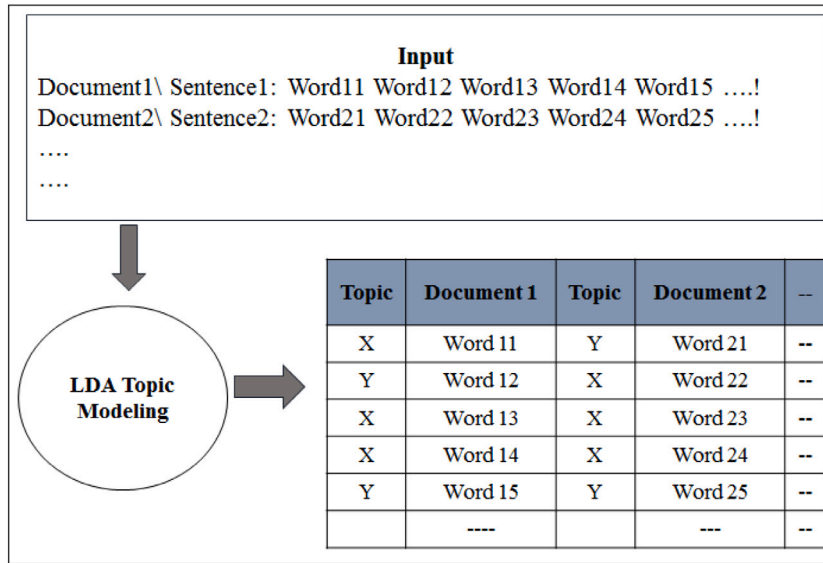 Input
Document1\ Sentence1: Word11 Word12 Word13 Word14 Word15 ….!
Document2\ Sentence2: Word21 Word22 Word23 Word24 Word25 ….!
….
….
LDA Topic
Modeling
Topic Document 1 Topic Document 2 --
X Word 11 Y Word 21 --
Y Word 12 X Word 22 --
X Word 13 X Word 23 --
X Word 14 X Word 24 --
Y Word 15 Y Word 25 --
---- --- --